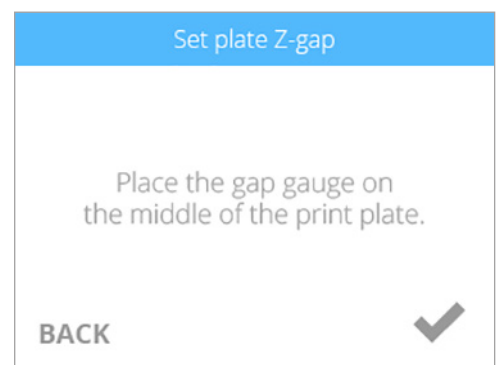 Set plate Z-gap
Place the gap gauge on
the middle of the print plate.
BACK